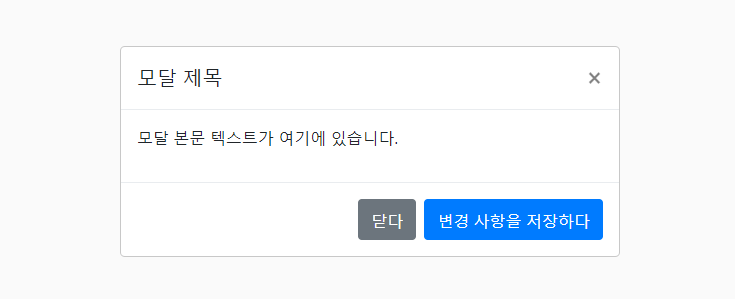 모달 제목
×
모달 본문 텍스트가 여기에 있습니다.
닫다
변경 사항을 저장하다